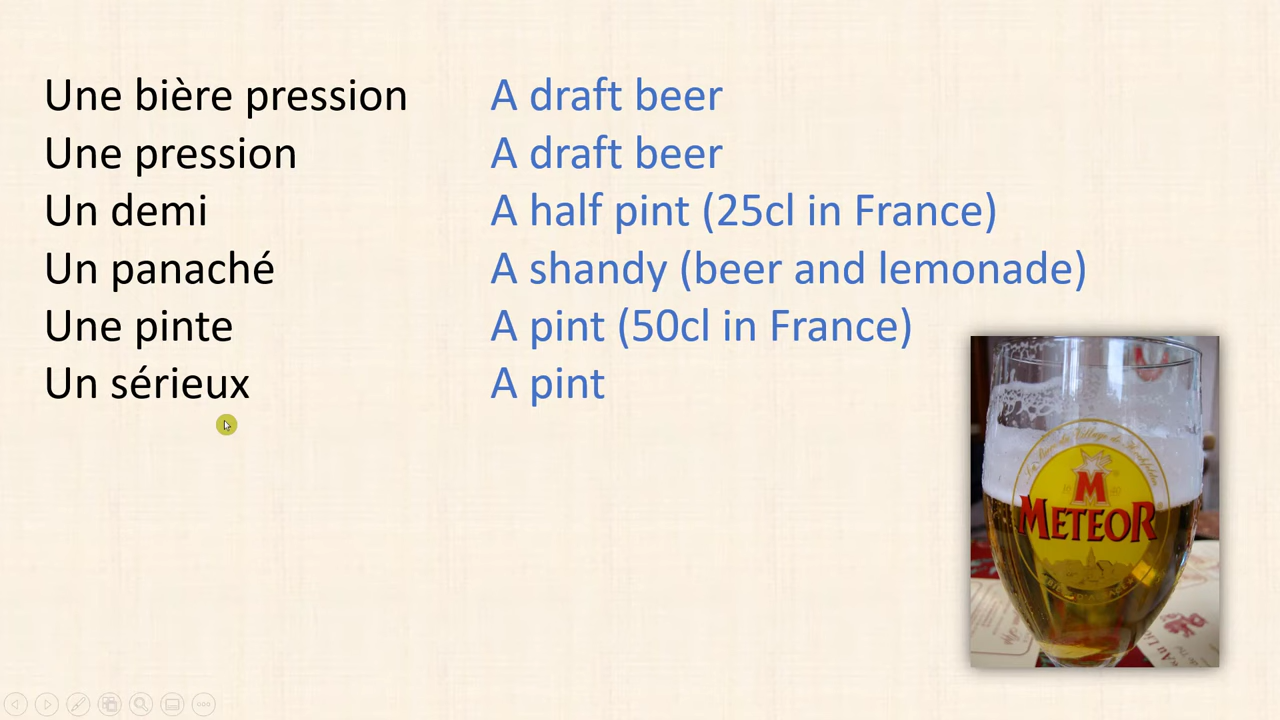 Une bière pression A draft beer
Une pression A draft beer
Un demi A half pint (25cl in France)
Un panaché A shandy (beer and lemonade)
Une pinte A pint (50cl in France)
Un sérieux A pint
M
METEOR